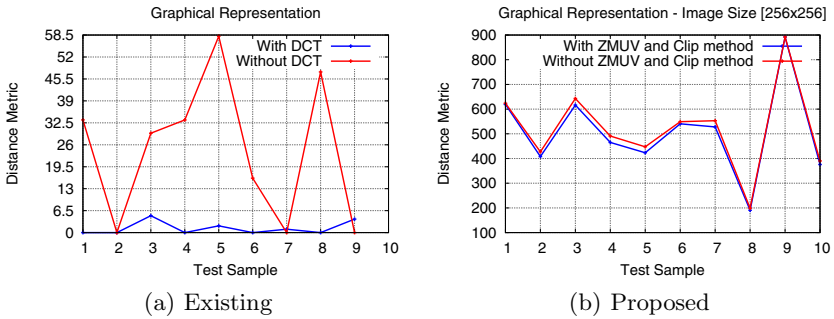 Graphical Representation
With DCT
Without DCT
58.5
52
45.5
39
32.5
26
19.5
13
6.5
0
Distance Metric
1 2 3 4 5 6 7 8 9 10
Test Sample
(a) Existing
Graphical Representation - Image Size [256x256]
With ZMUV and Clip method
Without ZMUV and Clip method
900
800
700
600
500
400
300
200
100
Distance Metric
1 2 3 4 5 6 7 8 9 10
Test Sample
(b) Proposed